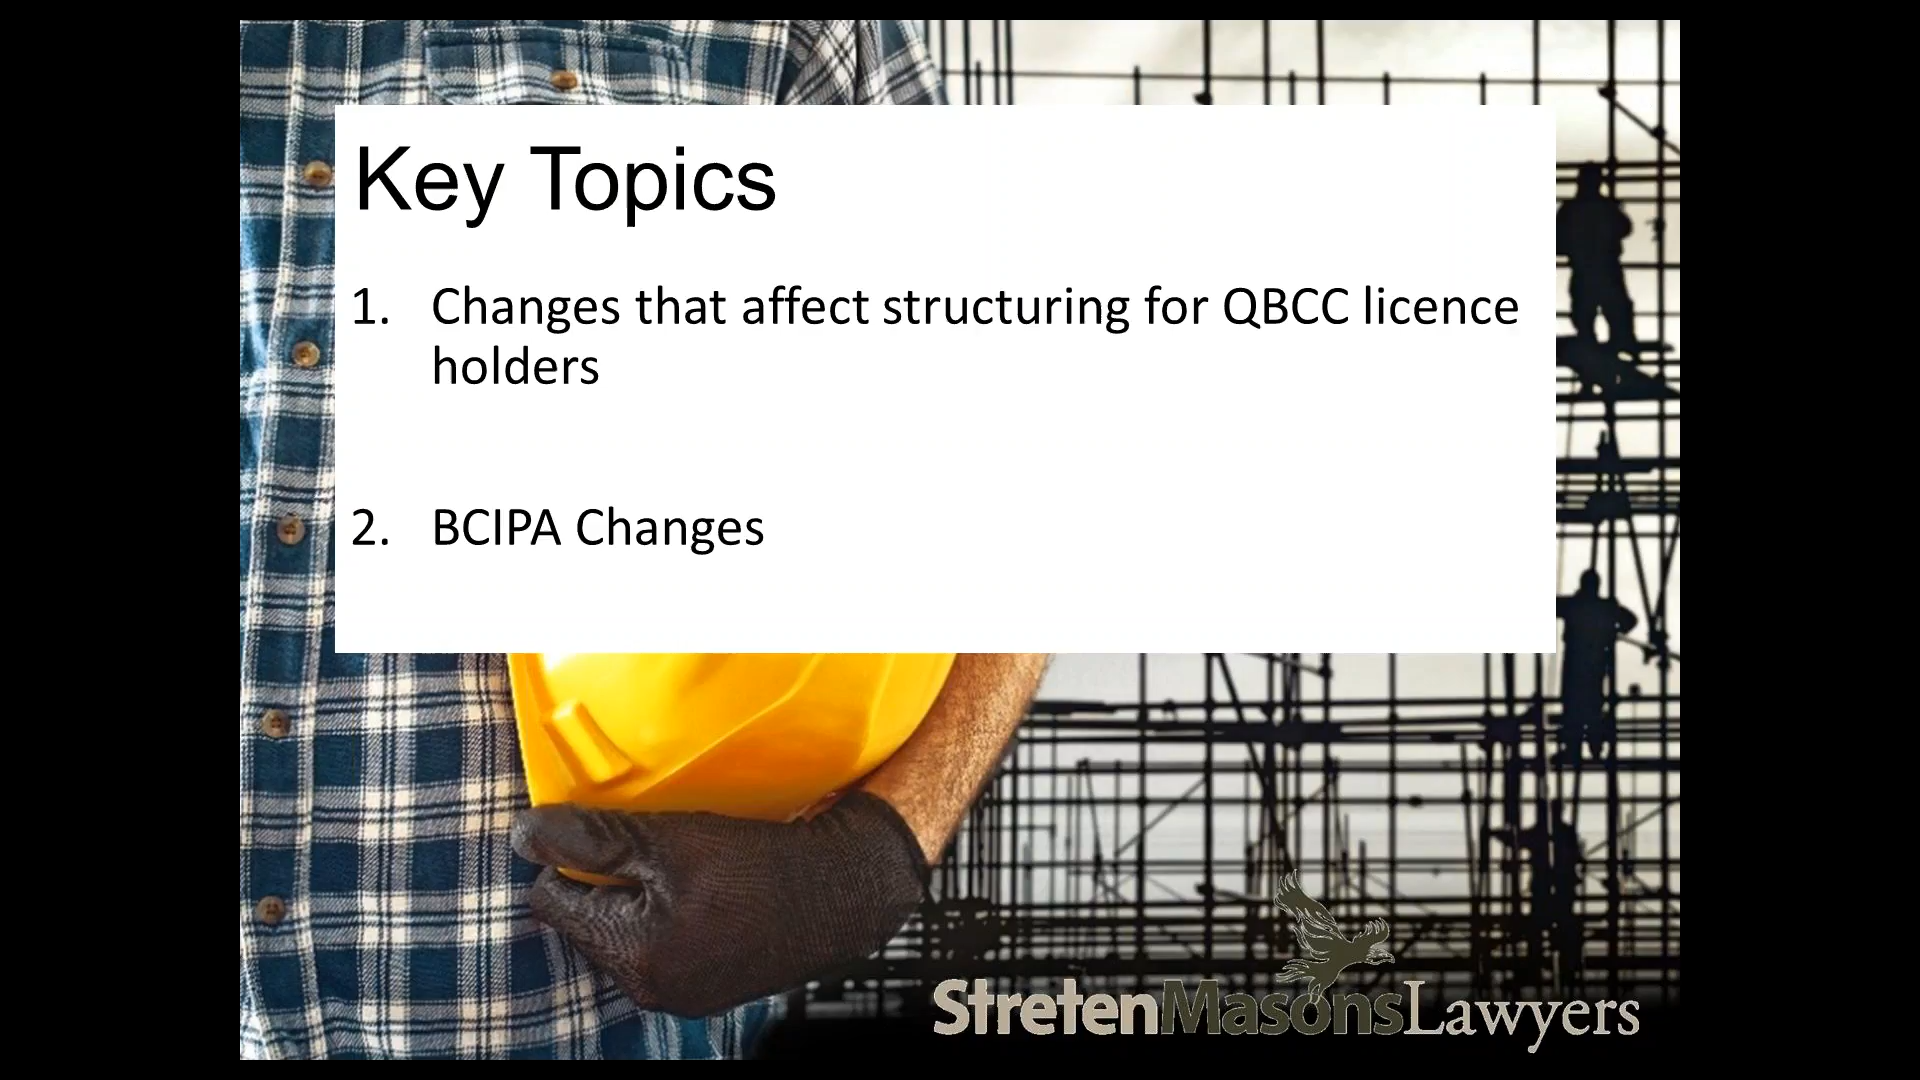 Key Topics
1. Changes that affect structuring for QBCC licence
holders
2. BCIPA Changes
StretenMasonsLawyers